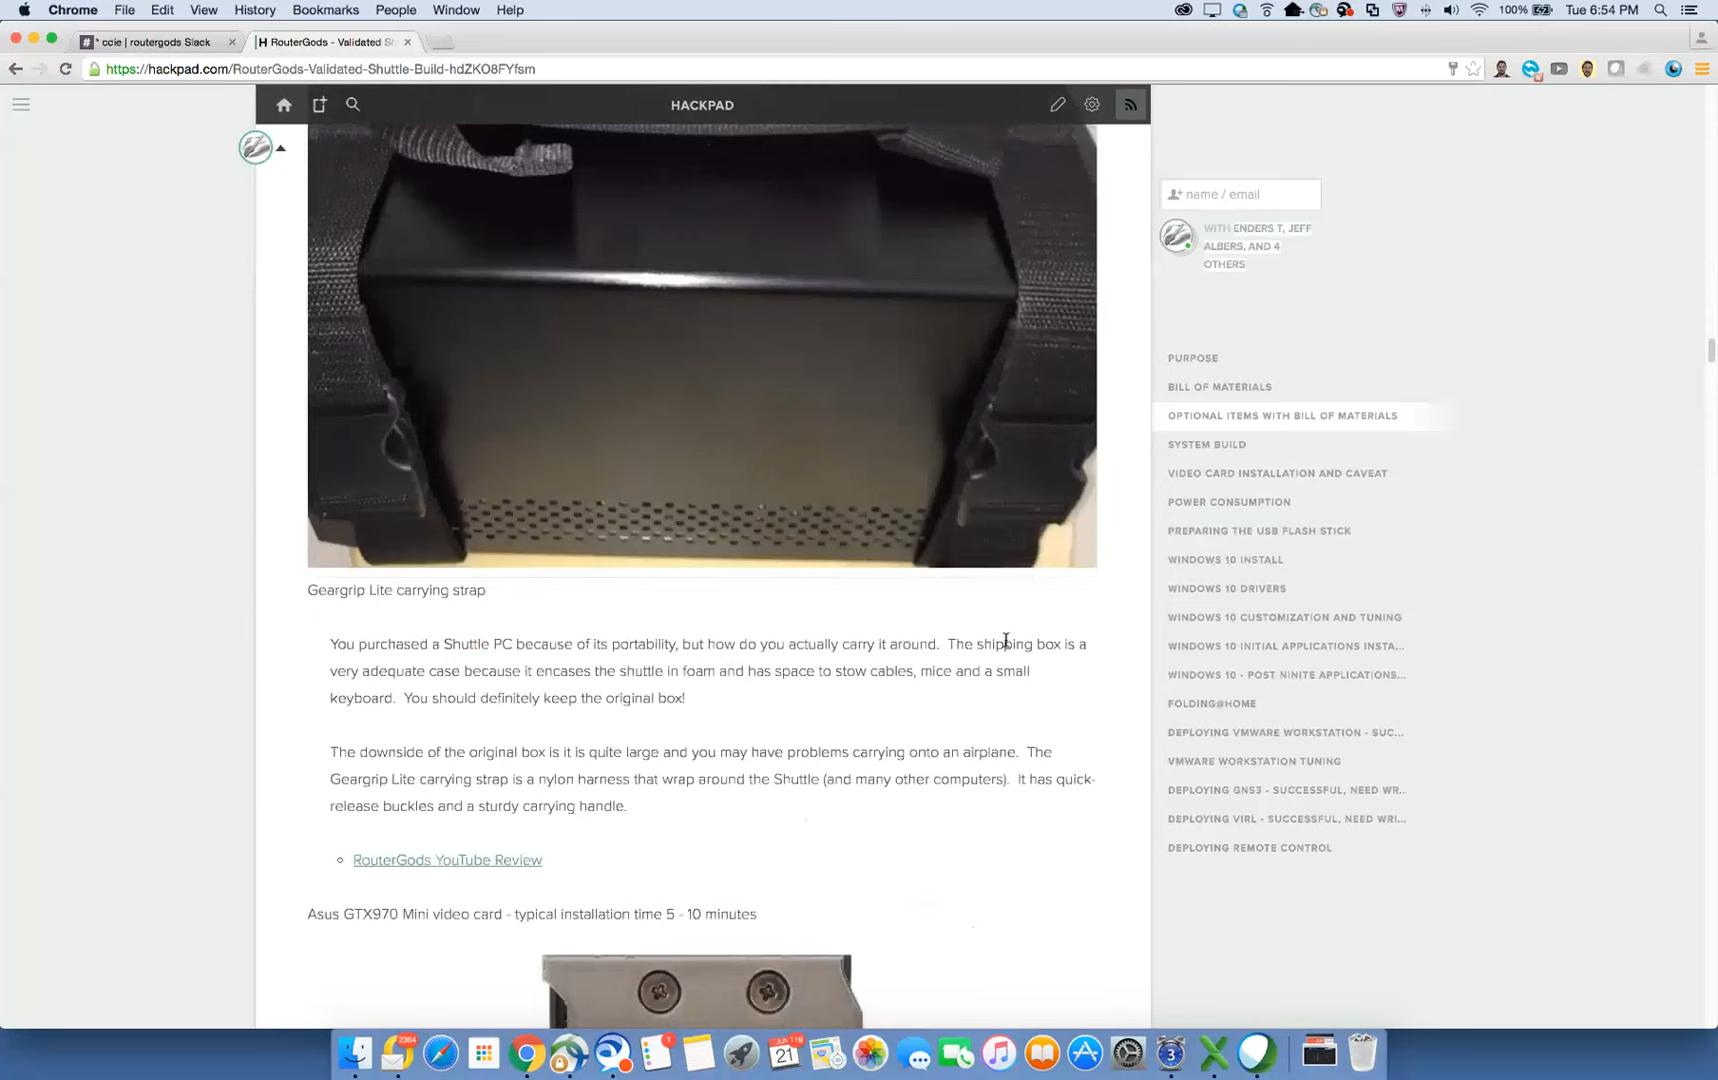 Chrome File Edit View History Bookmarks People Window Help 100% Tue 6:54 PM
* ccie | routergods Slack × H RouterGods - Validated Sh ×
https://hackpad.com/RouterGods-Validated-Shuttle-Build-hdZKO8FYfsm
HACKPAD
name / email
WITH ENDERS T, JEFF
ALBERS, AND 4
OTHERS
PURPOSE
BILL OF MATERIALS
OPTIONAL ITEMS WITH BILL OF MATERIALS
SYSTEM BUILD
VIDEO CARD INSTALLATION AND CAVEAT
POWER CONSUMPTION
PREPARING THE USB FLASH STICK
WINDOWS 10 INSTALL
WINDOWS 10 DRIVERS
WINDOWS 10 CUSTOMIZATION AND TUNING
WINDOWS 10 INITIAL APPLICATIONS INSTA...
WINDOWS 10 - POST NINITE APPLICATIONS...
FOLDING@HOME
DEPLOYING VMWARE WORKSTATION - SUC...
VMWARE WORKSTATION TUNING
DEPLOYING GNS3 - SUCCESSFUL, NEED WR...
DEPLOYING VIRL - SUCCESSFUL, NEED WRI...
DEPLOYING REMOTE CONTROL
Geargrip Lite carrying strap
You purchased a Shuttle PC because of its portability, but how do you actually carry it around. The shipping box is a
very adequate case because it encases the shuttle in foam and has space to stow cables, mice and a small
keyboard. You should definitely keep the original box!
The downside of the original box is it is quite large and you may have problems carrying onto an airplane. The
Geargrip Lite carrying strap is a nylon harness that wrap around the Shuttle (and many other computers). It has quick-
release buckles and a sturdy carrying handle.
RouterGods YouTube Review
Asus GTX970 Mini video card - typical installation time 5 - 10 minutes
2364
1
21
3